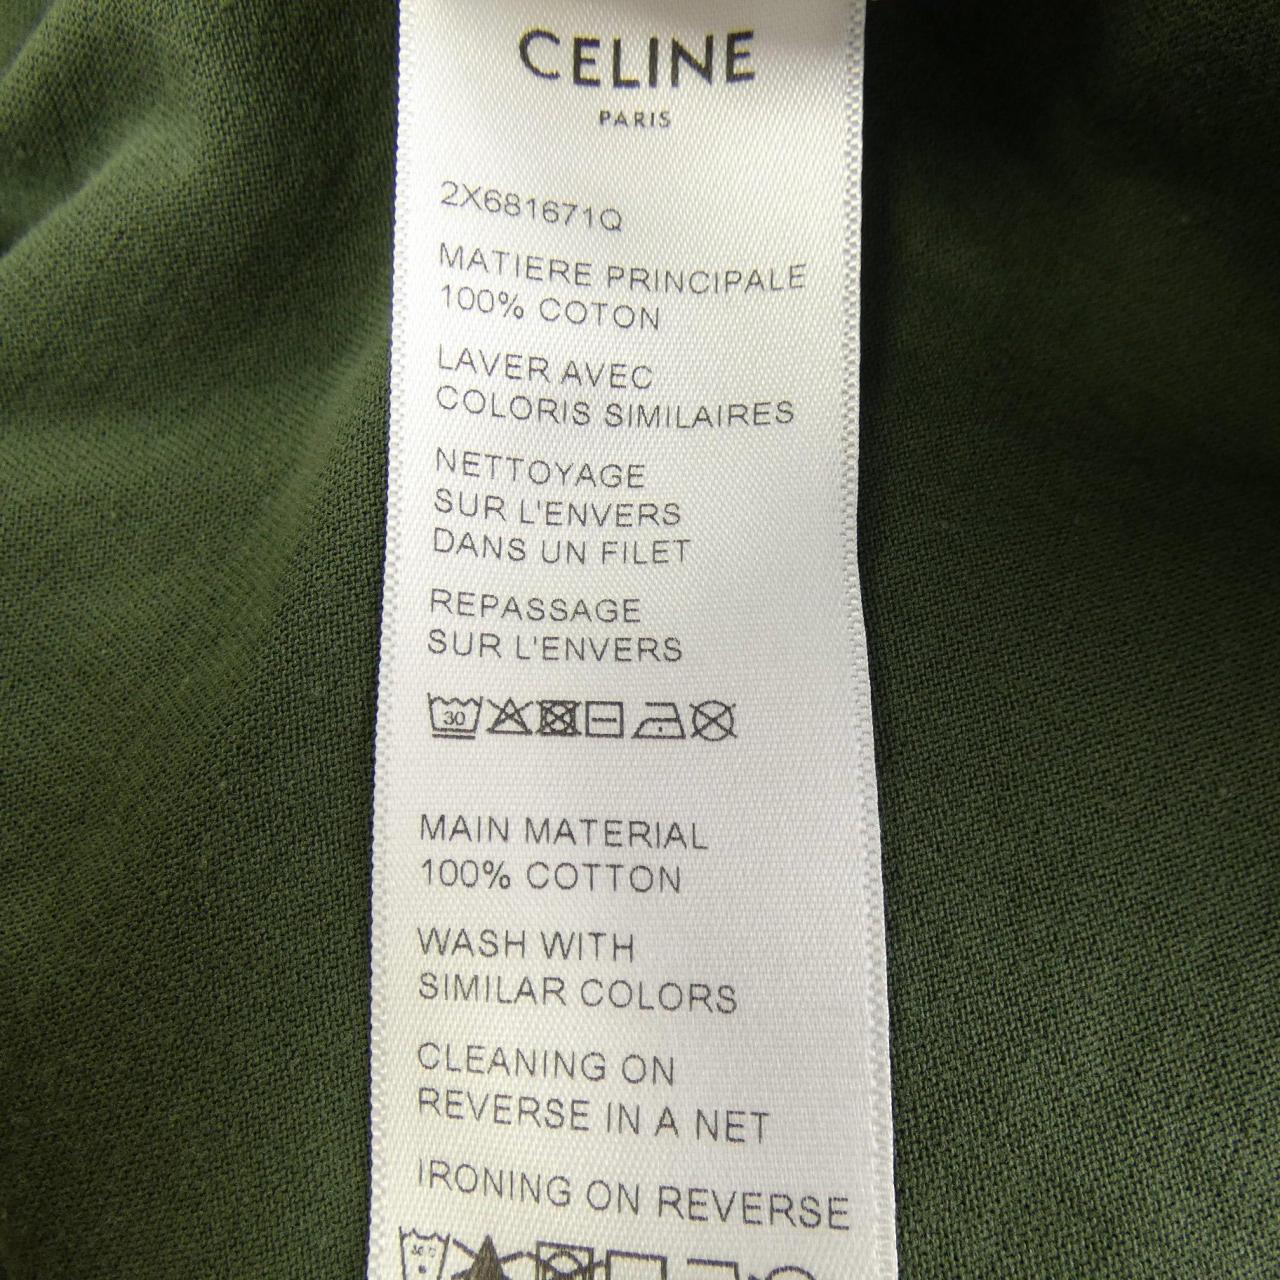 CELINE
PARIS
2X681671Q
MATIERE PRINCIPALE
100% COTON
LAVER AVEC
COLORIS SIMILAIRES
NETTOYAGE
SUR L'ENVERS
DANS UN FILET
REPASSAGE
SUR L'ENVERS
30
MAIN MATERIAL
100% COTTON
WASH WITH
SIMILAR COLORS
CLEANING ON
REVERSE IN A NET
IRONING ON REVERSE